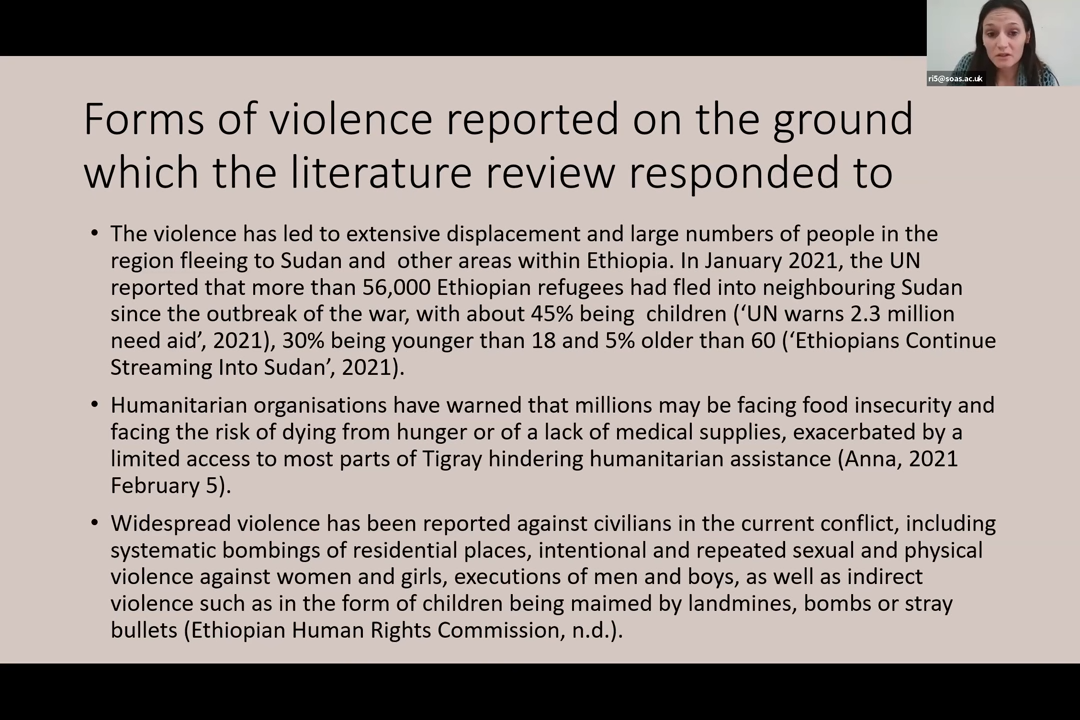 ri5@soas.ac.uk
Forms of violence reported on the ground
which the literature review responded to
• The violence has led to extensive displacement and large numbers of people in the
region fleeing to Sudan and  other areas within Ethiopia. In January 2021, the UN
reported that more than 56,000 Ethiopian refugees had fled into neighbouring Sudan
since the outbreak of the war, with about 45% being  children (‘UN warns 2.3 million
need aid’, 2021), 30% being younger than 18 and 5% older than 60 (‘Ethiopians Continue
Streaming Into Sudan’, 2021).
• Humanitarian organisations have warned that millions may be facing food insecurity and
facing the risk of dying from hunger or of a lack of medical supplies, exacerbated by a
limited access to most parts of Tigray hindering humanitarian assistance (Anna, 2021
February 5).
• Widespread violence has been reported against civilians in the current conflict, including
systematic bombings of residential places, intentional and repeated sexual and physical
violence against women and girls, executions of men and boys, as well as indirect
violence such as in the form of children being maimed by landmines, bombs or stray
bullets (Ethiopian Human Rights Commission, n.d.).